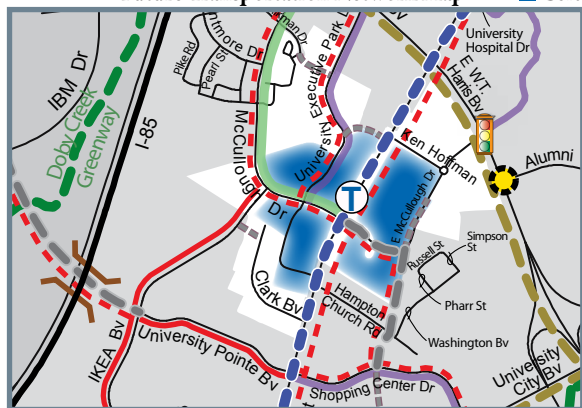 University
Hospital Dr
E. W.T.
Harris Bv
ntmore Dr
Pike Rd
Pearl St
IBM Dr
I-85
Doby Creek
Greenway
McCullough
Dr
University Executive Park
Ken Hoffman
Alumni
T
E McCullough Dr
Simpson
St
Russell St
Pharr St
Clark Bv
Hampton
Church Rd
Washington Bv
IKEA Bv
University Pointe Bv
Shopping Center Dr
University
City Bv